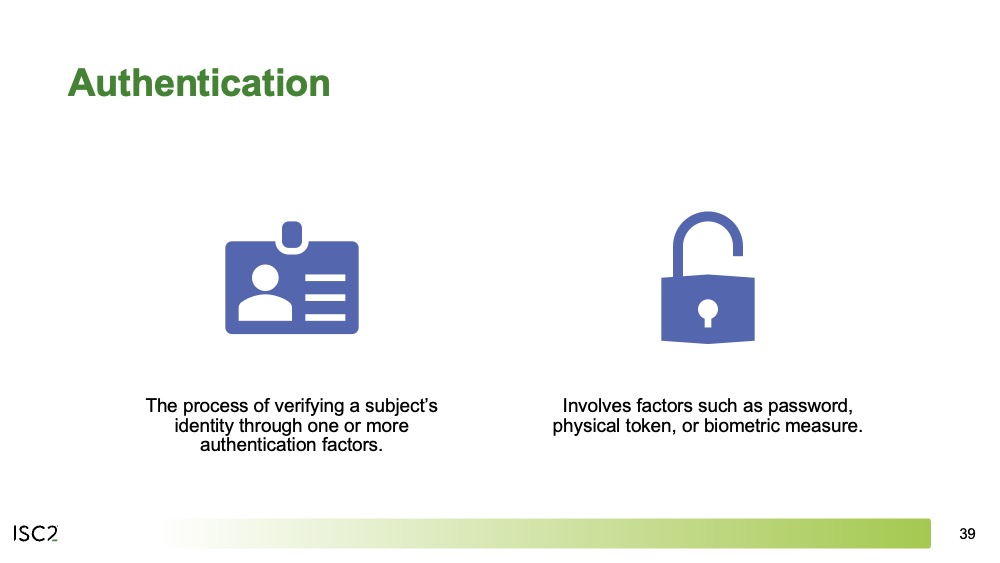 Authentication
The process of verifying a subject’s
identity through one or more
authentication factors.
Involves factors such as password,
physical token, or biometric measure.
ISC2
39